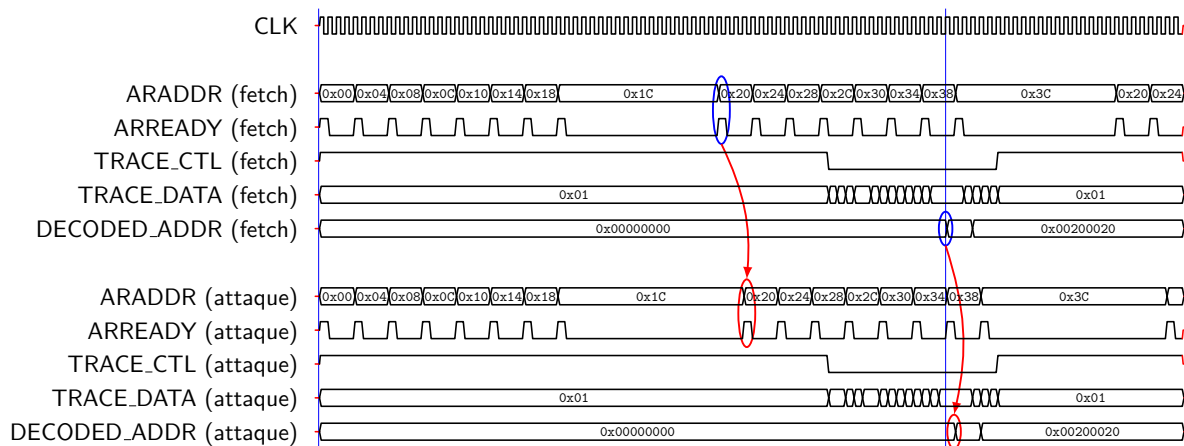 CLK
ARADDR (fetch) 0x00 0x04 0x08 0x0C 0x10 0x14 0x18 0x1C 0x20 0x24 0x28 0x2C 0x30 0x34 0x38 0x3C 0x20 0x24
ARREADY (fetch)
TRACE_CTL (fetch)
TRACE_DATA (fetch) 0x01 0x01
DECODED_ADDR (fetch) 0x00000000 0x00200020
ARADDR (attaque) 0x00 0x04 0x08 0x0C 0x10 0x14 0x18 0x1C 0x20 0x24 0x28 0x2C 0x30 0x34 0x38 0x3C
ARREADY (attaque)
TRACE_CTL (attaque)
TRACE_DATA (attaque) 0x01 0x01
DECODED_ADDR (attaque) 0x00000000 0x00200020